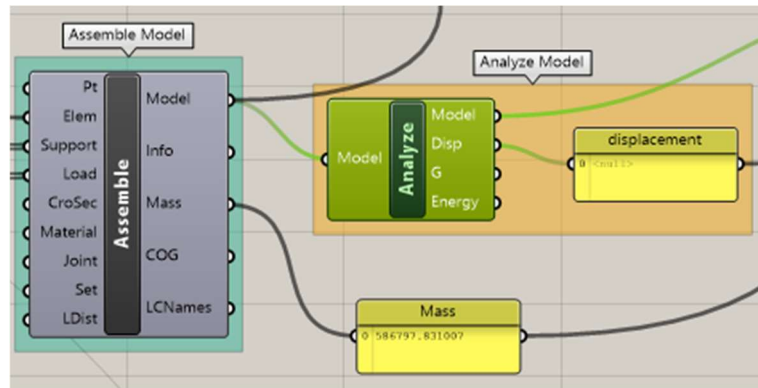 Assemble Model
Pt
Elem
Support
Load
CroSec
Material
Joint
Set
LDist
Assemble
Model
Info
Mass
COG
LCNames
Analyze Model
Model
Analyze
Model
Disp
G
Energy
displacement
0 <null>
Mass
0 586797.831007